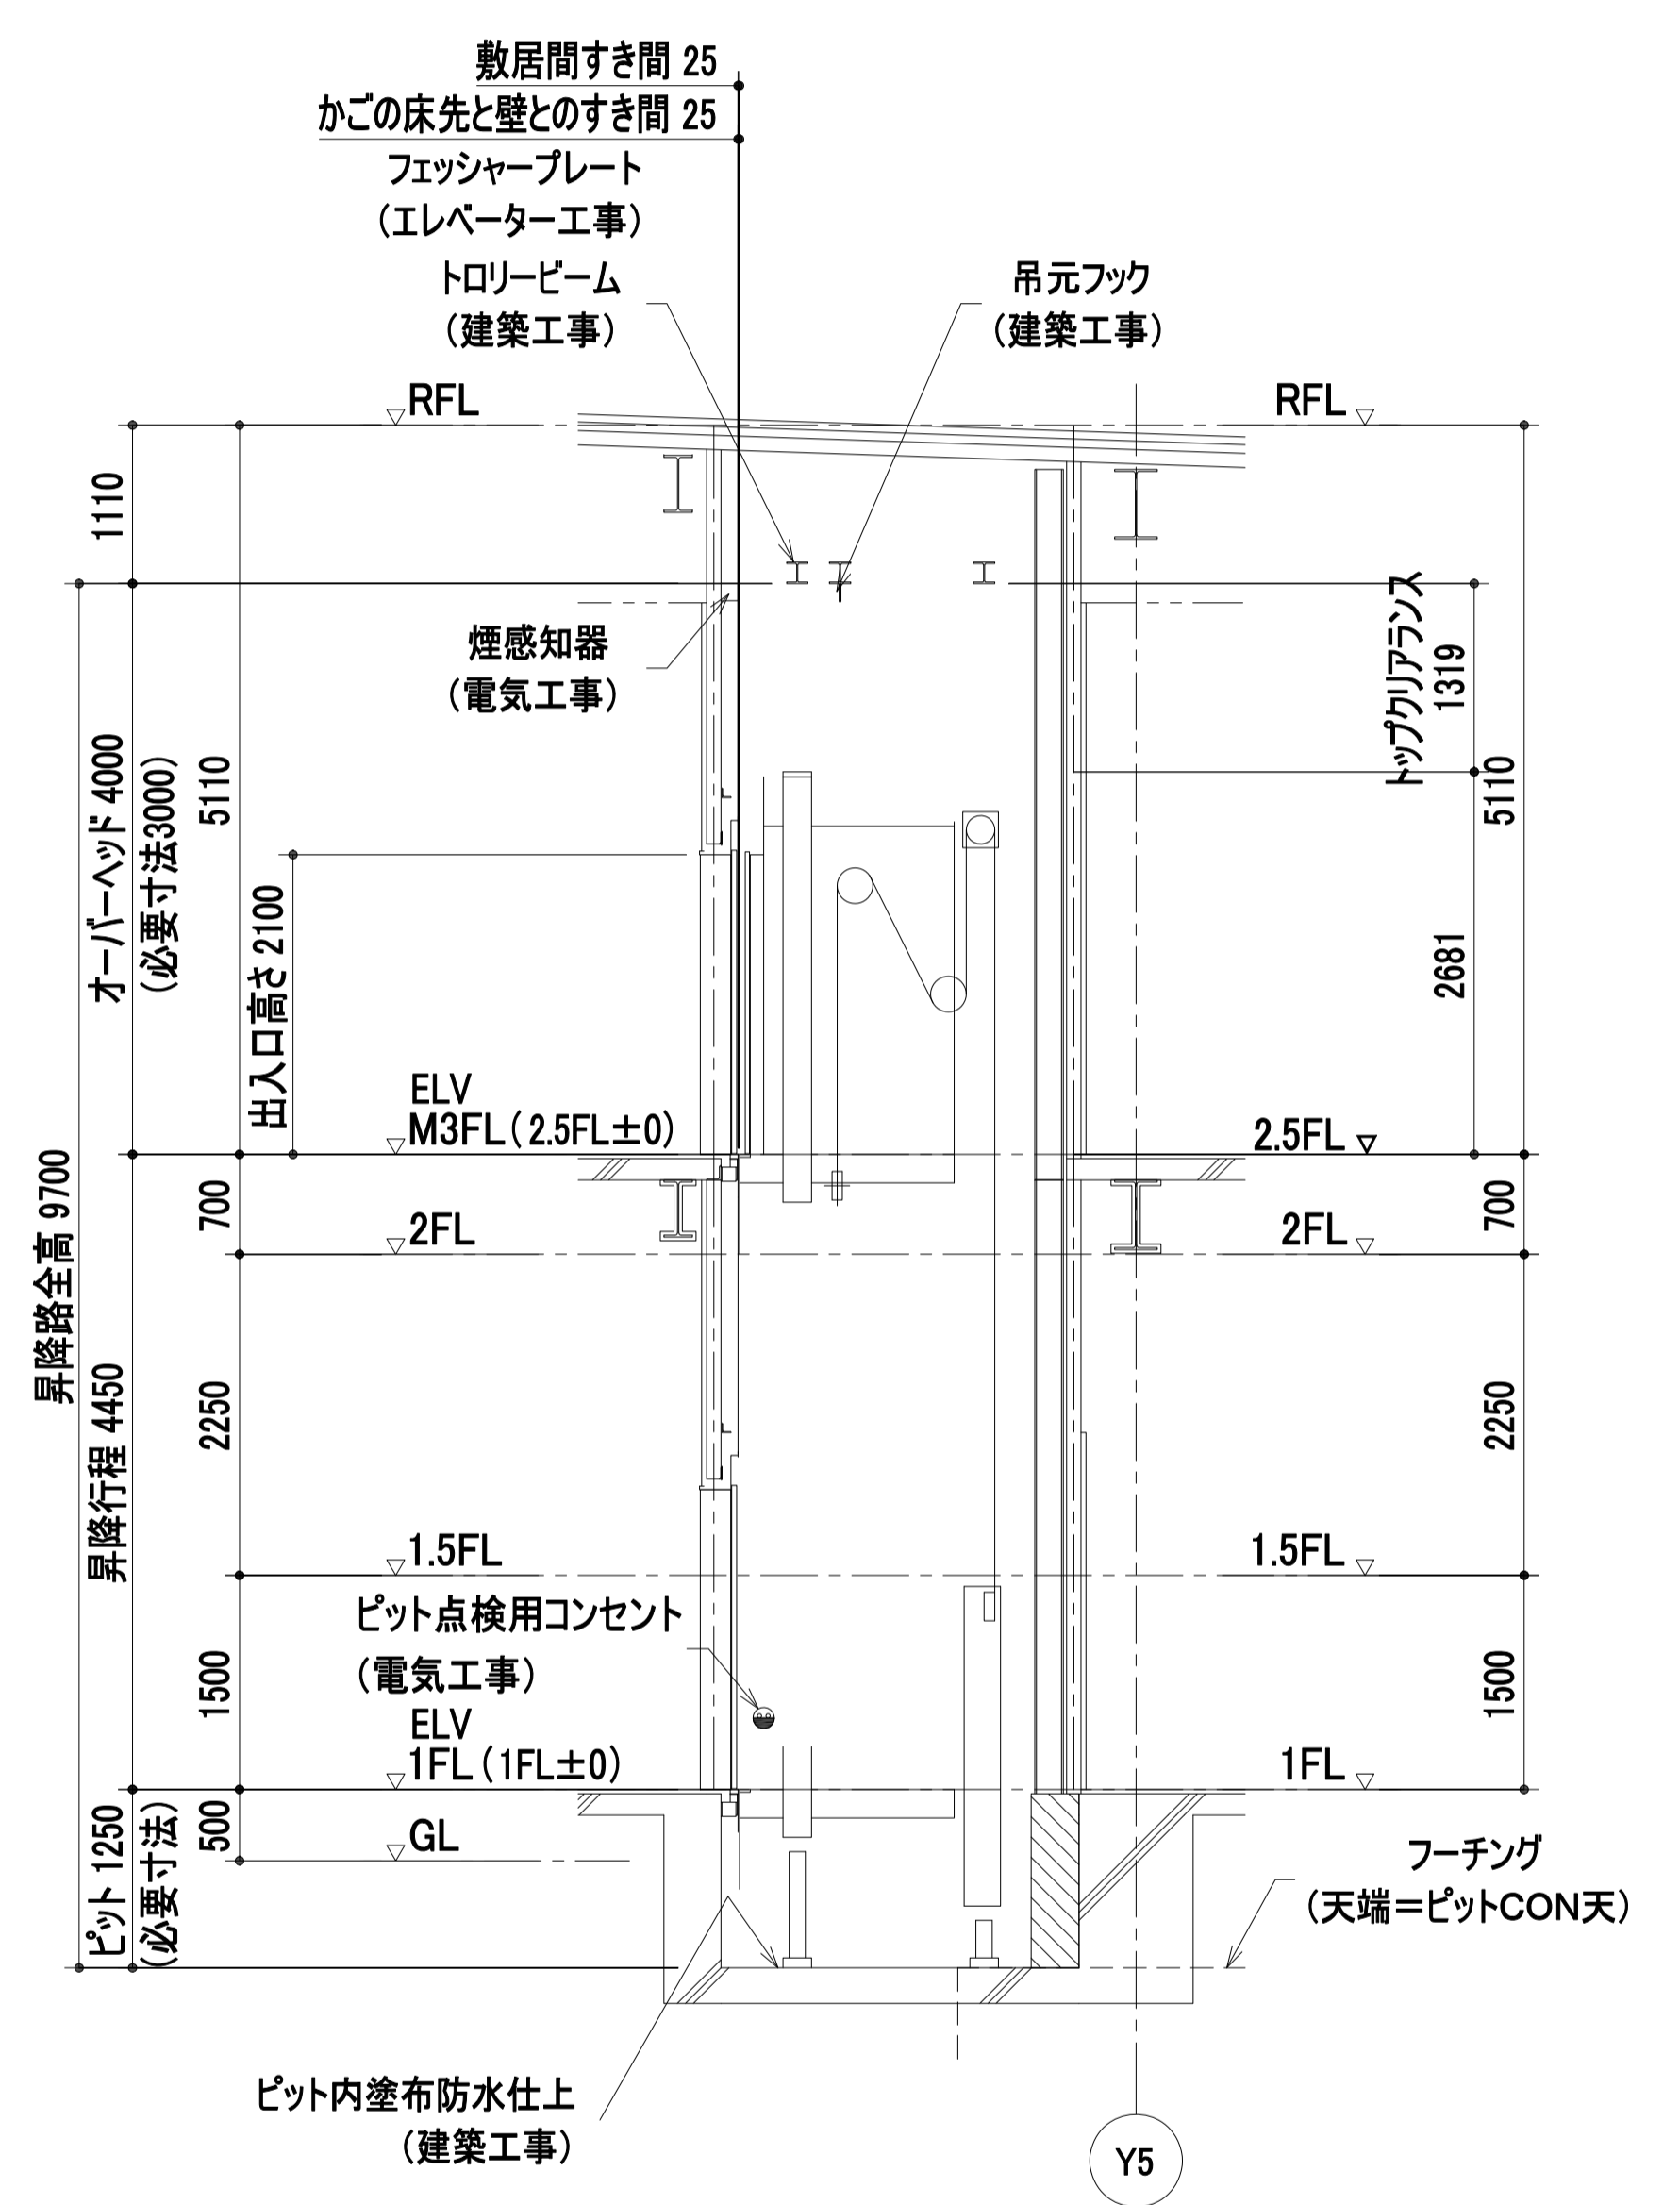 敷居間すき間 25
かごの床先と壁とのすき間 25
フェッシャープレート
（エレベーター工事）
トロリービーム
（建築工事）
吊元フック
（建築工事）
RFL
RFL
1110
煙感知器
（電気工事）
トップクリアランス
1319
オーバーヘッド 4000
（必要寸法3000）
5110
5110
出入口高さ 2100
2681
ELV
M3FL（2.5FL±0）
2.5FL
昇降路全高 9700
700
700
2FL
2FL
昇降行程 4450
2250
2250
1.5FL
1.5FL
ピット点検用コンセント
（電気工事）
1500
1500
ELV
1FL（1FL±0）
1FL
ピット 1250
（必要寸法）
500
GL
フーチング
（天端＝ピットCON天）
ピット内塗布防水仕上
（建築工事）
Y5